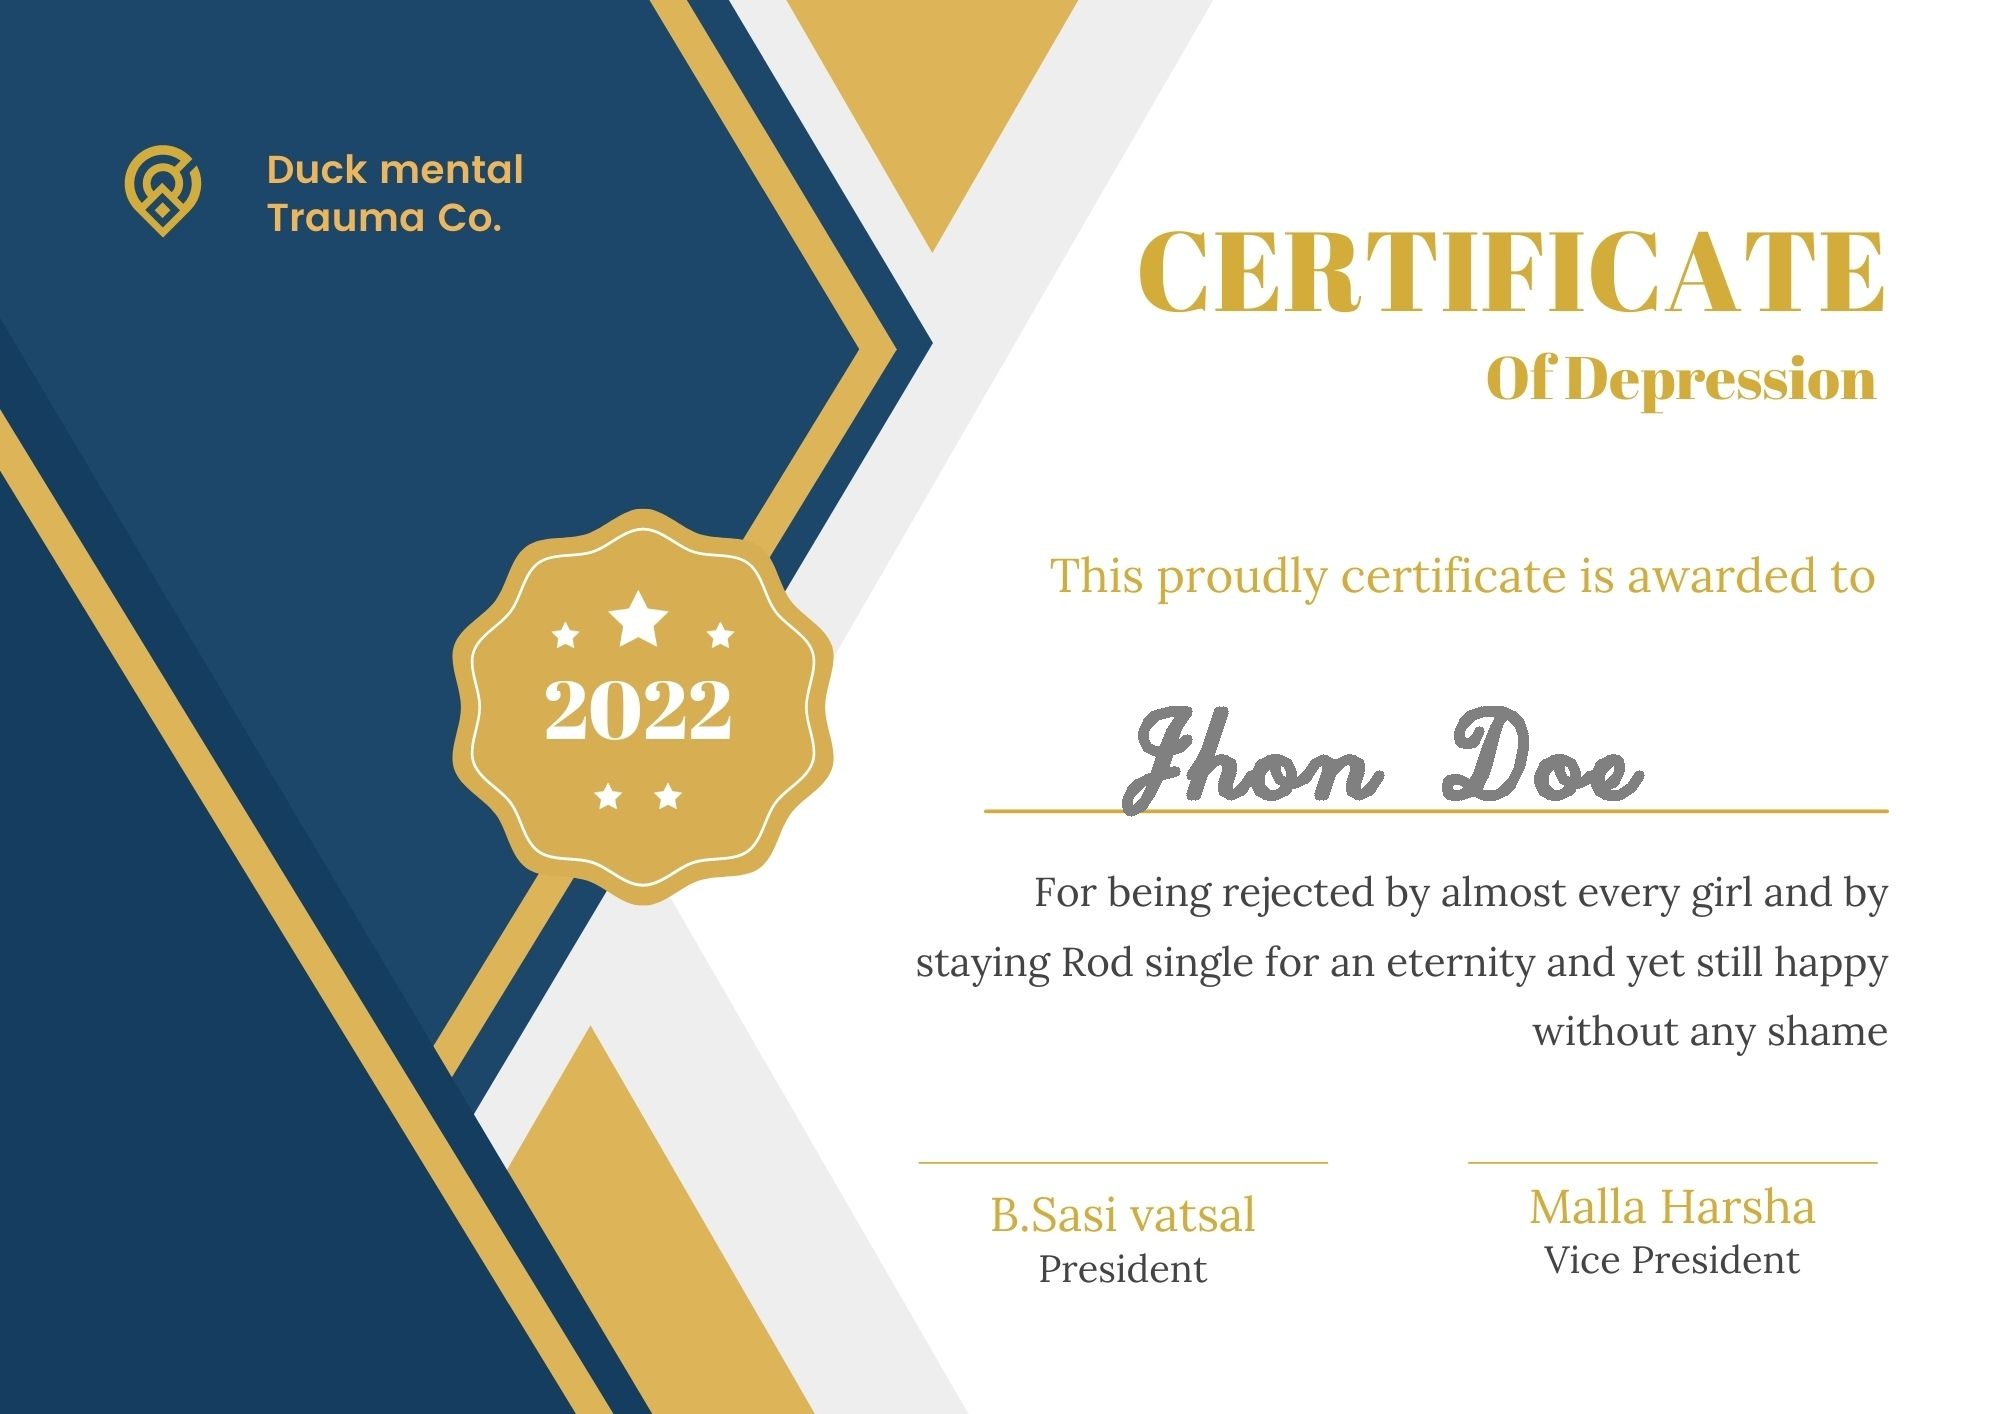 Duck mental
Trauma Co.
CERTIFICATE
Of Depression
This proudly certificate is awarded to
2022
Jhon Doe
For being rejected by almost every girl and by
staying Rod single for an eternity and yet still happy
without any shame
B.Sasi vatsal
President
Malla Harsha
Vice President